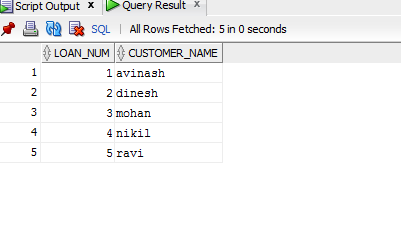 Script Output x Query Result x
SQL | All Rows Fetched: 5 in 0 seconds
LOAN_NUM CUSTOMER_NAME
1 1 avinash
2 2 dinesh
3 3 mohan
4 4 nikil
5 5 ravi